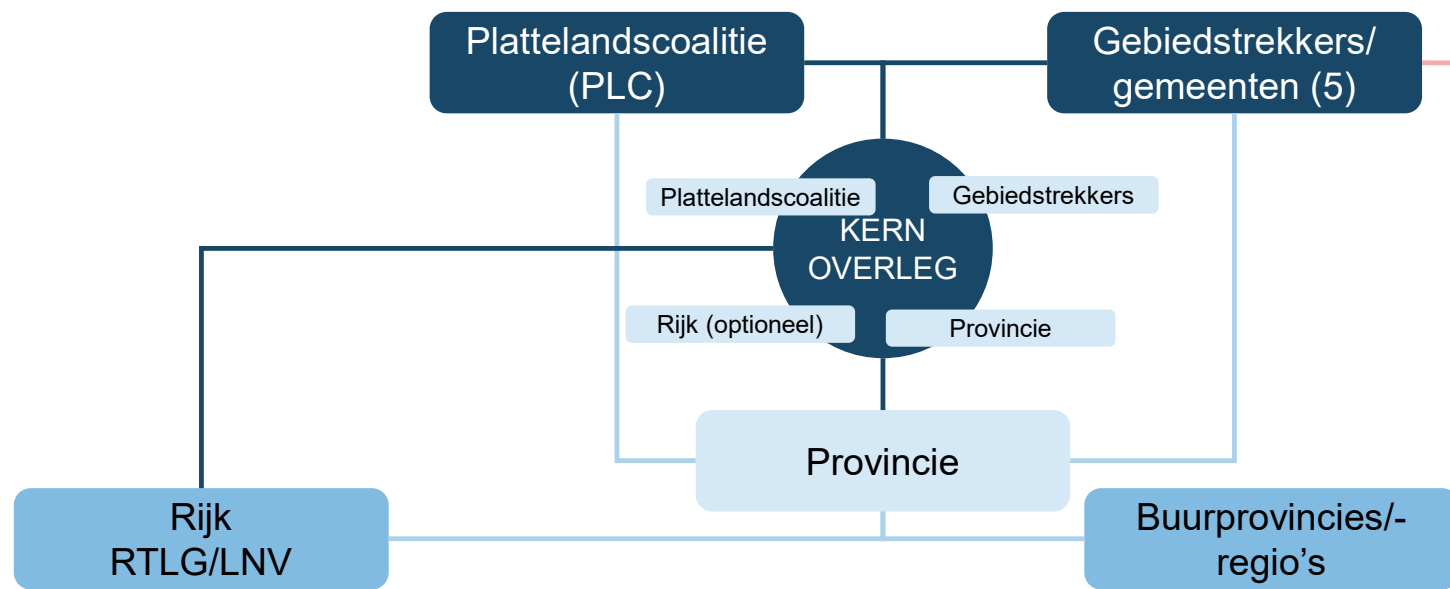 Plattelandscoalitie
(PLC)
Gebiedstrekkers/
gemeenten (5)
Plattelandscoalitie
Gebiedstrekkers
KERN
OVERLEG
Rijk (optioneel)
Provincie
Provincie
Rijk
RTLG/LNV
Buurprovincies/-
regio’s